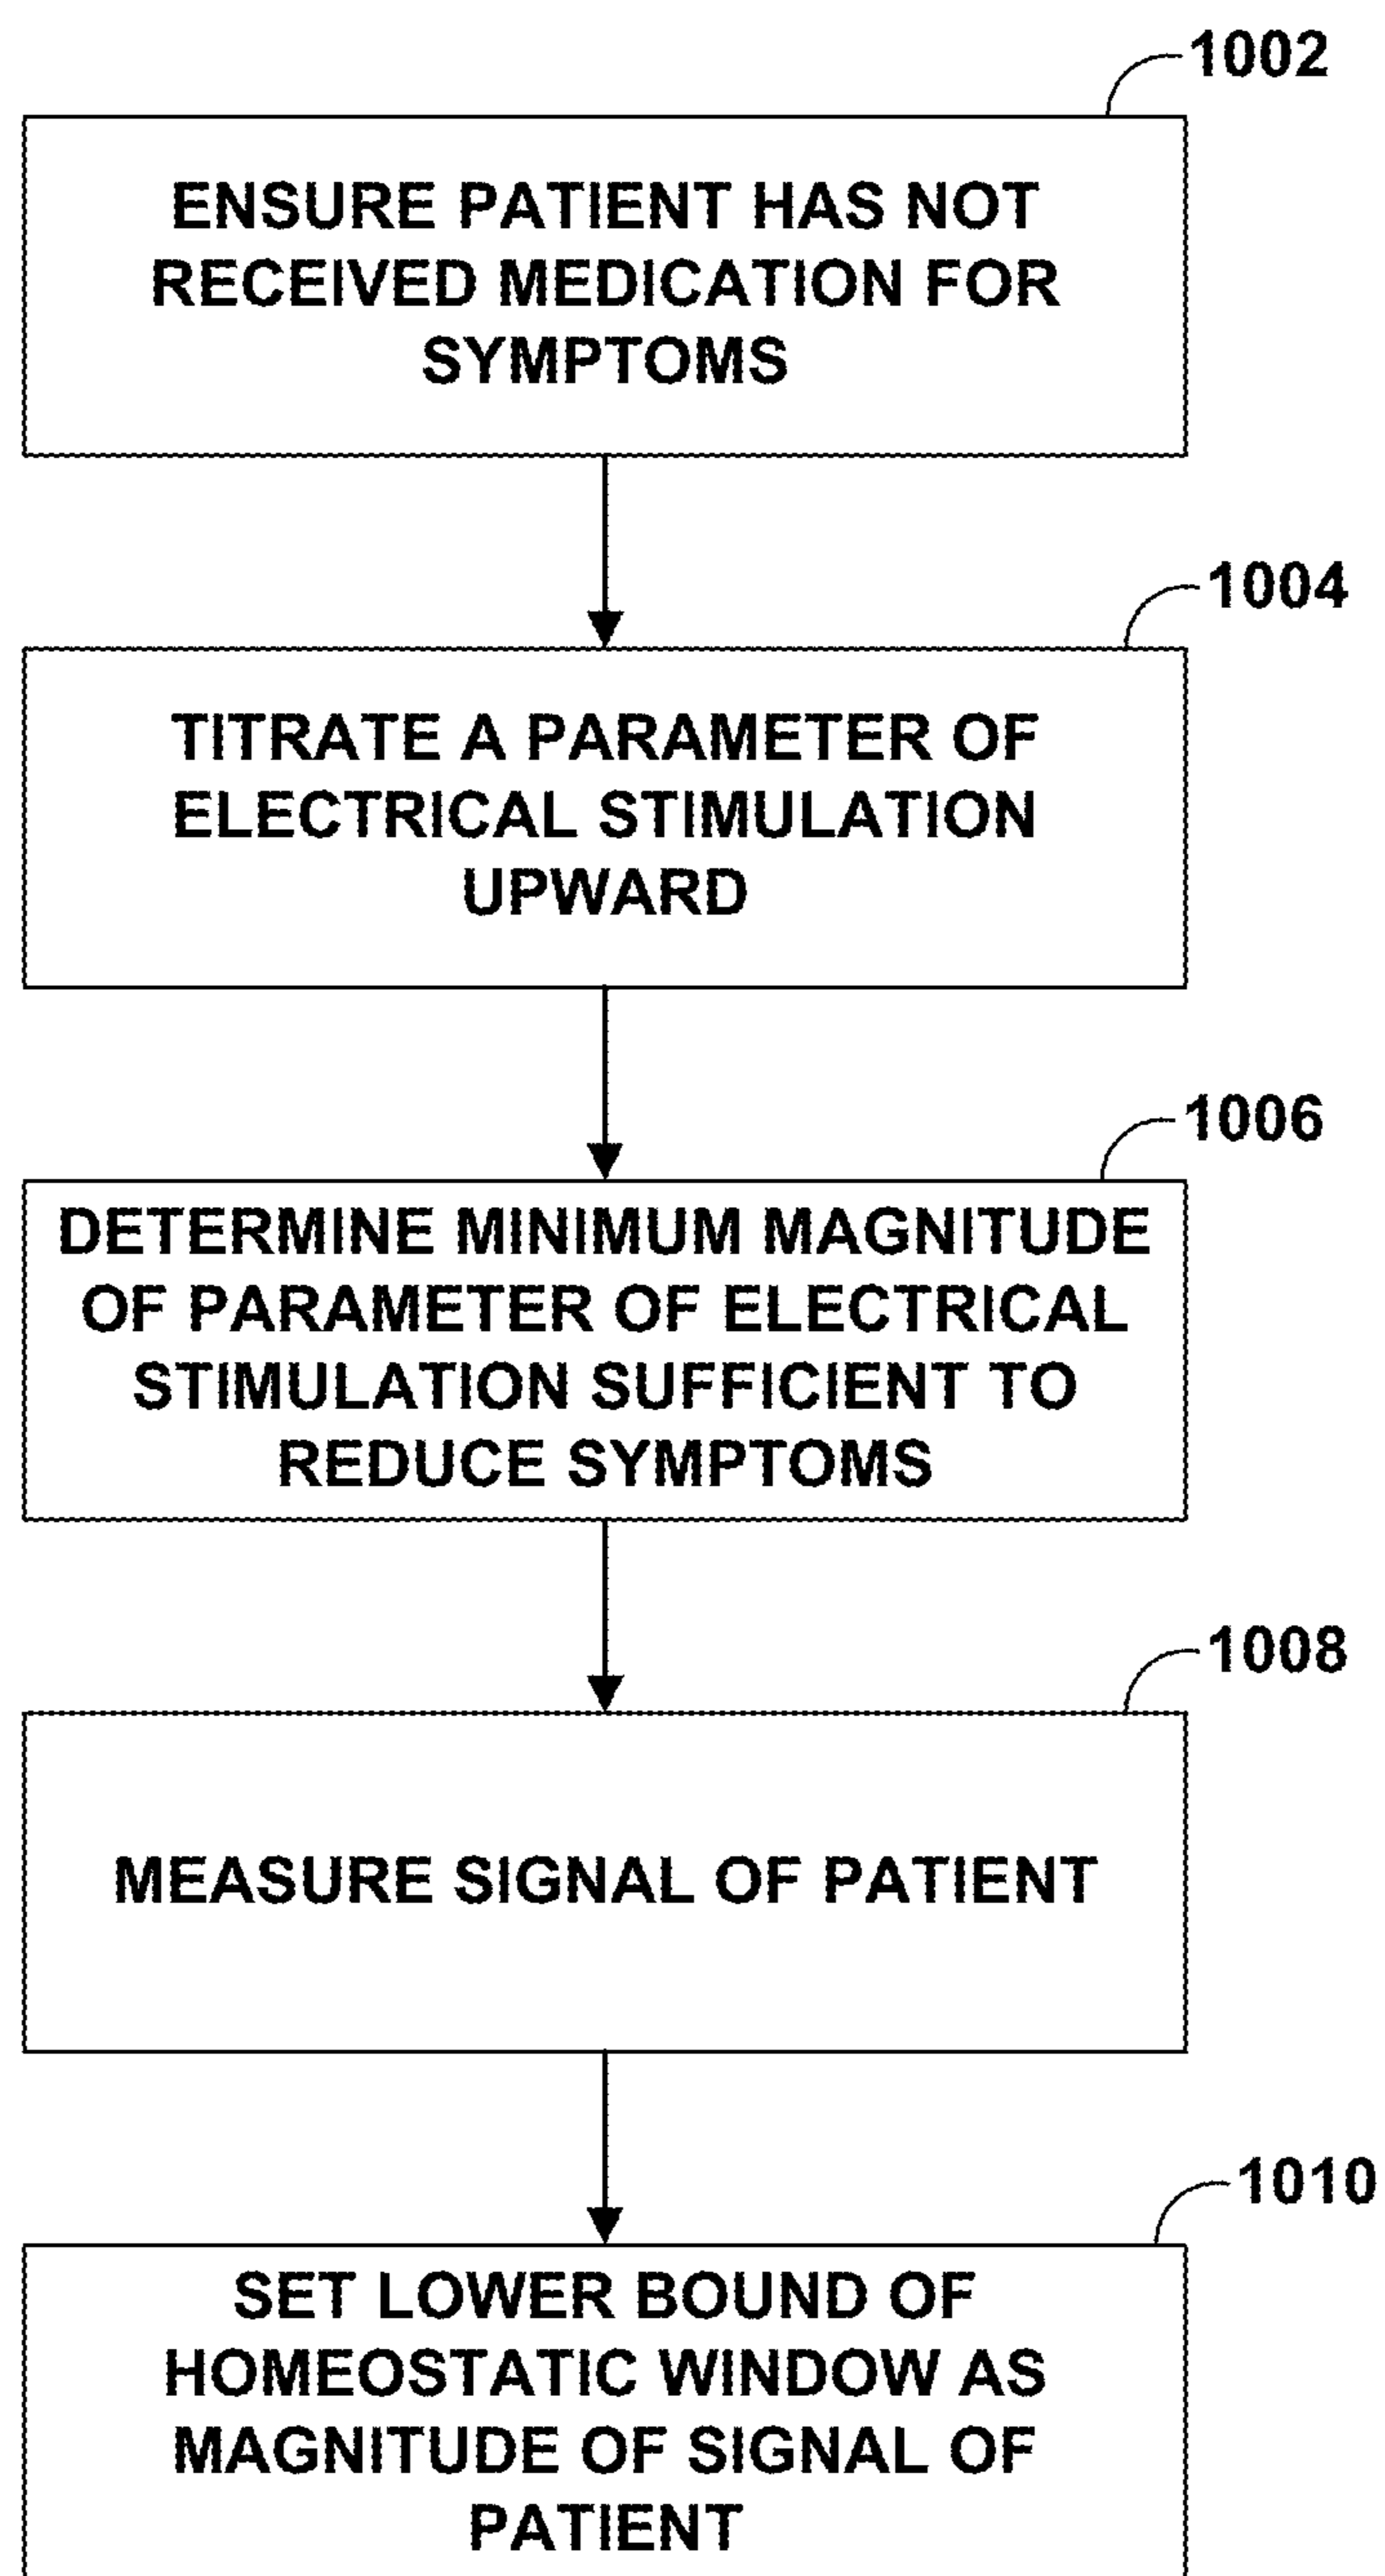 1002
ENSURE PATIENT HAS NOT
RECEIVED MEDICATION FOR
SYMPTOMS
1004
TITRATE A PARAMETER OF
ELECTRICAL STIMULATION
UPWARD
1006
DETERMINE MINIMUM MAGNITUDE
OF PARAMETER OF ELECTRICAL
STIMULATION SUFFICIENT TO
REDUCE SYMPTOMS
1008
MEASURE SIGNAL OF PATIENT
1010
SET LOWER BOUND OF
HOMEOSTATIC WINDOW AS
MAGNITUDE OF SIGNAL OF
PATIENT